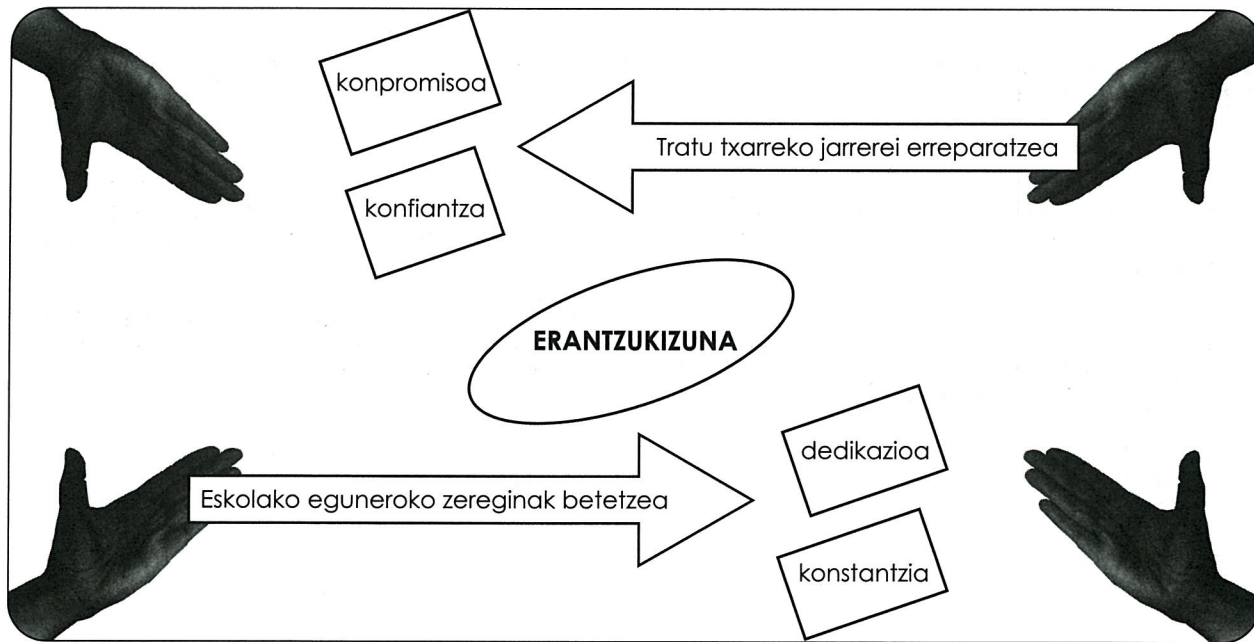 konpromisoa
Tratu txarreko jarrerei erreparatzea
konfiantza
ERANTZUKIZUNA
dedikazioa
Eskolako eguneroko zereginak betetzea
konstantzia